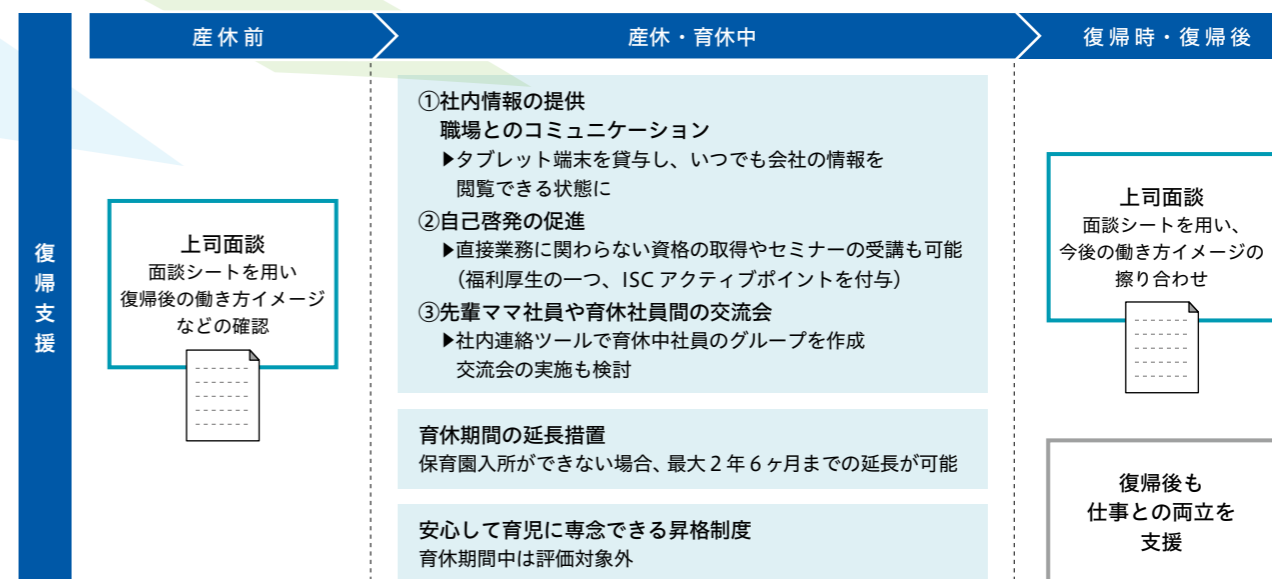 産休前
産休・育休中
復帰時・復帰後
復帰支援
上司面談
面談シートを用い
復帰後の働き方イメージ
などの確認
①社内情報の提供
職場とのコミュニケーション
▶タブレット端末を貸与し、いつでも会社の情報を
閲覧できる状態に
②自己啓発の促進
▶直接業務に関わらない資格の取得やセミナーの受講も可能
（福利厚生の一つ、ISC アクティブポイントを付与）
③先輩ママ社員や育休社員間の交流会
▶社内連絡ツールで育休中社員のグループを作成
交流会の実施も検討
育休期間の延長措置
保育園入所ができない場合、最大２年６ヶ月までの延長が可能
安心して育児に専念できる昇格制度
育休期間中は評価対象外
上司面談
面談シートを用い、
今後の働き方イメージの
擦り合わせ
復帰後も
仕事との両立を
支援